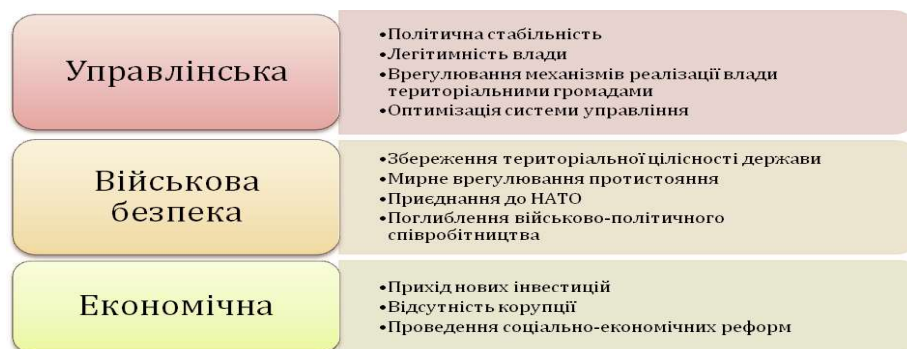 Управлінська
•Політична стабільність
•Легітимність влади
•Врегулювання механізмів реалізації влади
територіальними громадами
•Оптимізація системи управління
Військова
безпека
•Збереження територіальної цілісності держави
•Мирне врегулювання протистояння
•Приєднання до НАТО
•Поглиблення військово-політичного
співробітництва
Економічна
•Прихід нових інвестицій
•Відсутність корупції
•Проведення соціально-економічних реформ